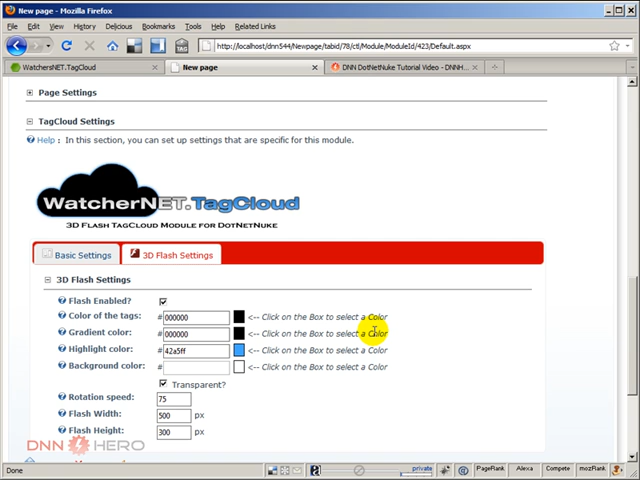 New page - Mozilla Firefox
File Edit View History Delicious Bookmarks Tools Help Related Links
TAG
http://localhost/dnn544/Newpage/tabid/78/ctl/Module/ModuleId/423/Default.aspx
WatchersNET.TagCloud
New page
DNN DotNetNuke Tutorial Video - DNNH...
Page Settings
TagCloud Settings
Help : In this section, you can set up settings that are specific for this module.
WatcherNET.TagCloud
3D Flash TagCloud Module for DotNetNuke
Basic Settings 3D Flash Settings
3D Flash Settings
Flash Enabled?
Color of the tags: # 000000 <-- Click on the Box to select a Color
Gradient color: # 000000 <-- Click on the Box to select a Color
Highlight color: # 42a5ff <-- Click on the Box to select a Color
Background color: # <-- Click on the Box to select a Color
Transparent?
Rotation speed: 75
Flash Width: 500 px
Flash Height: 300 px
DNN HERO
Done
private
PageRank Alexa Compete mozRank